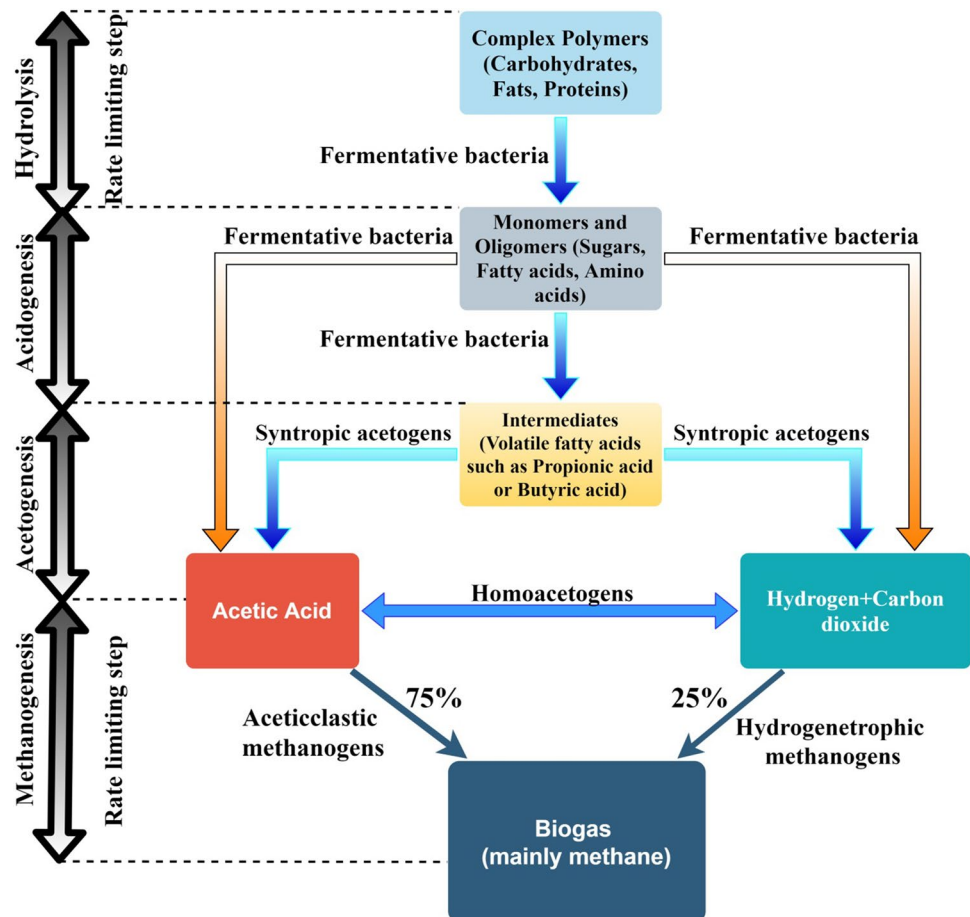 Hydrolysis
Rate limiting step
Complex Polymers
(Carbohydrates,
Fats, Proteins)
Fermentative bacteria
Acidogenesis
Fermentative bacteria
Monomers and
Oligomers (Sugars,
Fatty acids, Amino
acids)
Fermentative bacteria
Fermentative bacteria
Acetogenesis
Syntropic acetogens
Intermediates
(Volatile fatty acids
such as Propionic acid
or Butyric acid)
Syntropic acetogens
Acetic Acid
Homoacetogens
Hydrogen+Carbon
dioxide
Methanogenesis
Rate limiting step
75%
Aceticclastic
methanogens
25%
Hydrogenetrophic
methanogens
Biogas
(mainly methane)